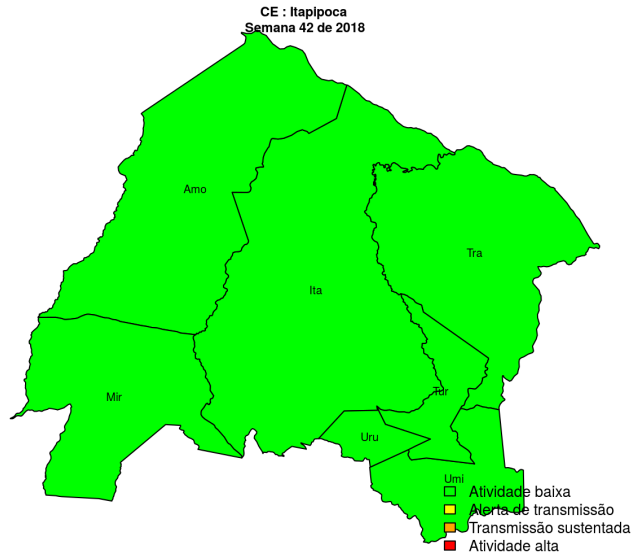 CE : Itapipoca
Semana 42 de 2018
Amo
Tra
Ita
Tur
Mir
Uru
Umi
Atividade baixa
Alerta de transmissão
Transmissão sustentada
Atividade alta